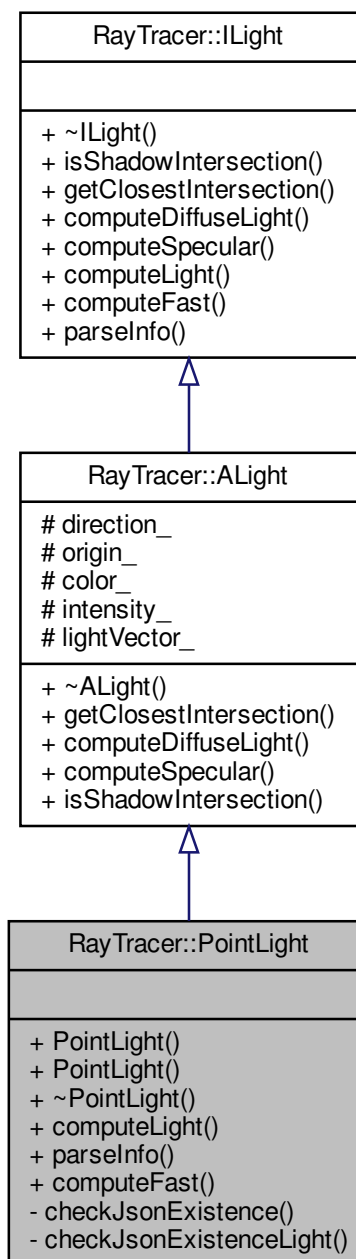 RayTracer::ILight
+ ~ILight()
+ isShadowIntersection()
+ getClosestIntersection()
+ computeDiffuseLight()
+ computeSpecular()
+ computeLight()
+ computeFast()
+ parseInfo()
RayTracer::ALight
# direction_
# origin_
# color_
# intensity_
# lightVector_
+ ~ALight()
+ getClosestIntersection()
+ computeDiffuseLight()
+ computeSpecular()
+ isShadowIntersection()
RayTracer::PointLight
+ PointLight()
+ PointLight()
+ ~PointLight()
+ computeLight()
+ parseInfo()
+ computeFast()
- checkJsonExistence()
- checkJsonExistenceLight()